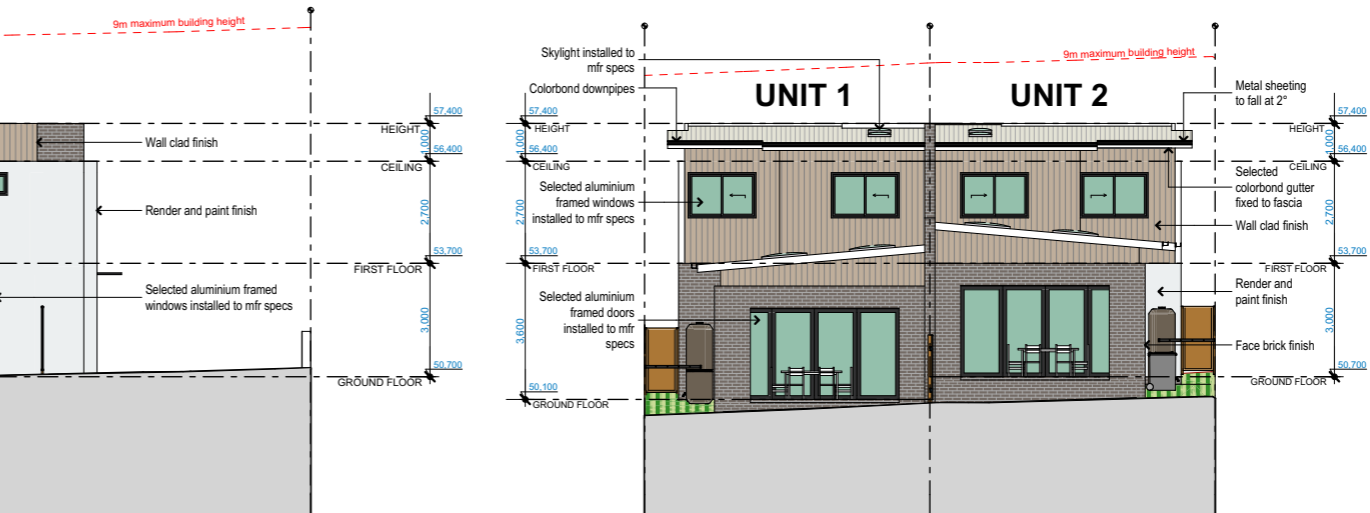 9m maximum building height
57,400
HEIGHT
1,000
56,400
CEILING
2,700
53,700
FIRST FLOOR
3,000
50,700
GROUND FLOOR
Wall clad finish
Render and paint finish
Selected aluminium framed
windows installed to mfr specs
9m maximum building height
UNIT 1
UNIT 2
Skylight installed to
mfr specs
Colorbond downpipes
57,400
HEIGHT
1,000
56,400
CEILING
Selected aluminium
framed windows
installed to mfr specs
2,700
53,700
FIRST FLOOR
Selected aluminium
framed doors
installed to mfr
specs
3,600
50,100
GROUND FLOOR
Metal sheeting
to fall at 2°
57,400
HEIGHT
1,000
56,400
CEILING
Selected
colorbond gutter
fixed to fascia
2,700
Wall clad finish
53,700
FIRST FLOOR
Render and
paint finish
3,000
Face brick finish
50,700
GROUND FLOOR